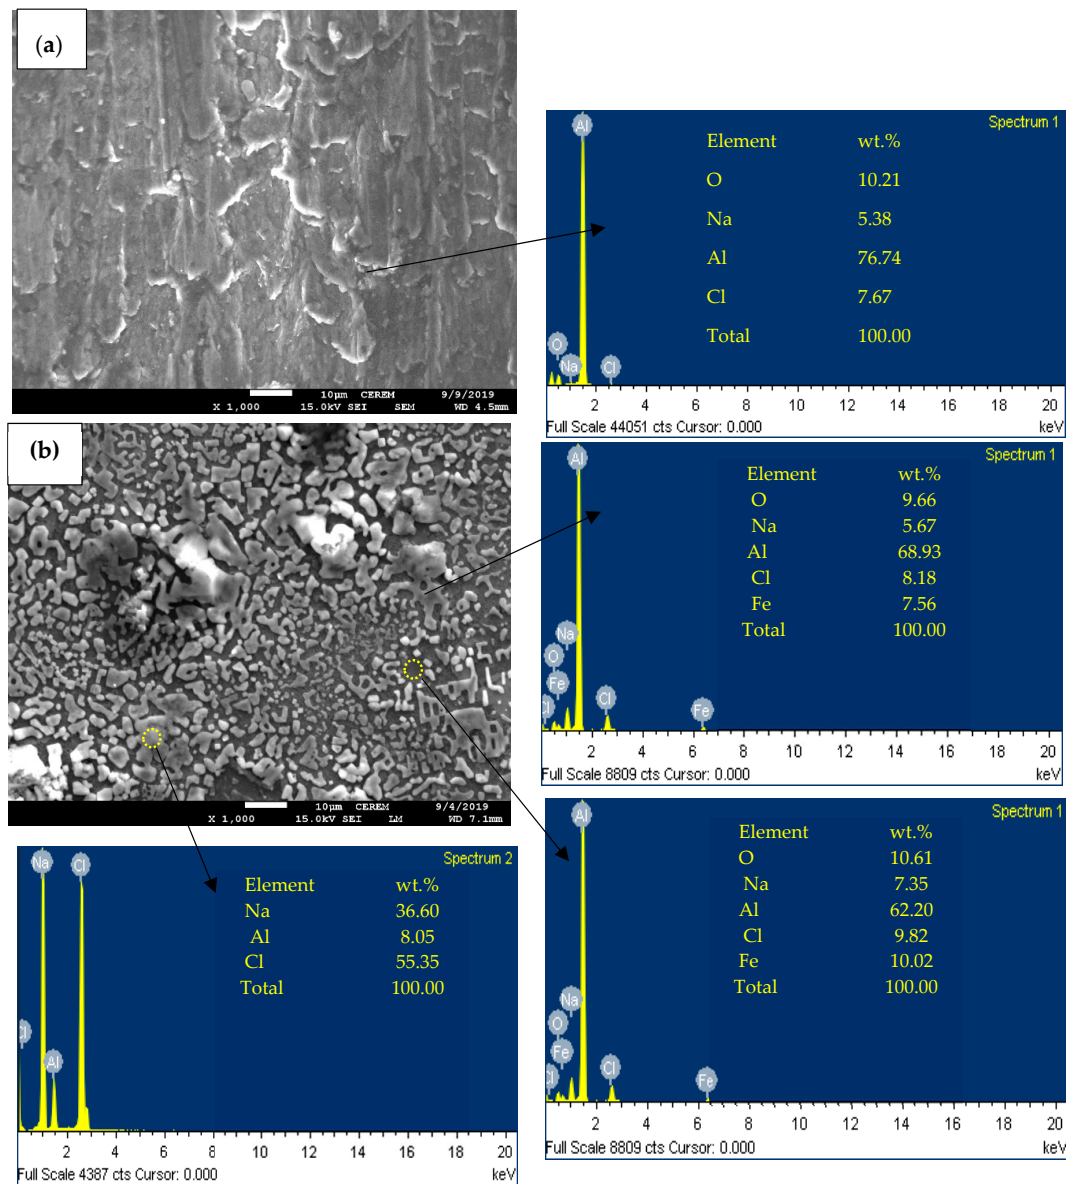 (a)
10μm CEREM 9/9/2019
X 1,000 15.0kV SEI SEM WD 4.5mm
Spectrum 1
Al
Element wt.%
O 10.21
Na 5.38
Al 76.74
Cl 7.67
Total 100.00
O
Na
Cl
2 4 6 8 10 12 14 16 18 20
Full Scale 44051 cts Cursor: 0.000 keV
(b)
10μm CEREM 9/4/2019
X 1,000 15.0kV SEI LM WD 7.1mm
Spectrum 1
Al
Element wt.%
O 9.66
Na 5.67
Al 68.93
Cl 8.18
Fe 7.56
Total 100.00
Na
O
Fe
Cl
Cl
Fe
2 4 6 8 10 12 14 16 18 20
Full Scale 8809 cts Cursor: 0.000 keV
Spectrum 2
Na
Cl
Element wt.%
Na 36.60
Al 8.05
Cl 55.35
Total 100.00
Cl
Al
2 4 6 8 10 12 14 16 18 20
Full Scale 4387 cts Cursor: 0.000 keV
Spectrum 1
Al
Element wt.%
O 10.61
Na 7.35
Al 62.20
Cl 9.82
Fe 10.02
Total 100.00
Na
O
Fe
Cl
Cl
Fe
2 4 6 8 10 12 14 16 18 20
Full Scale 8809 cts Cursor: 0.000 keV